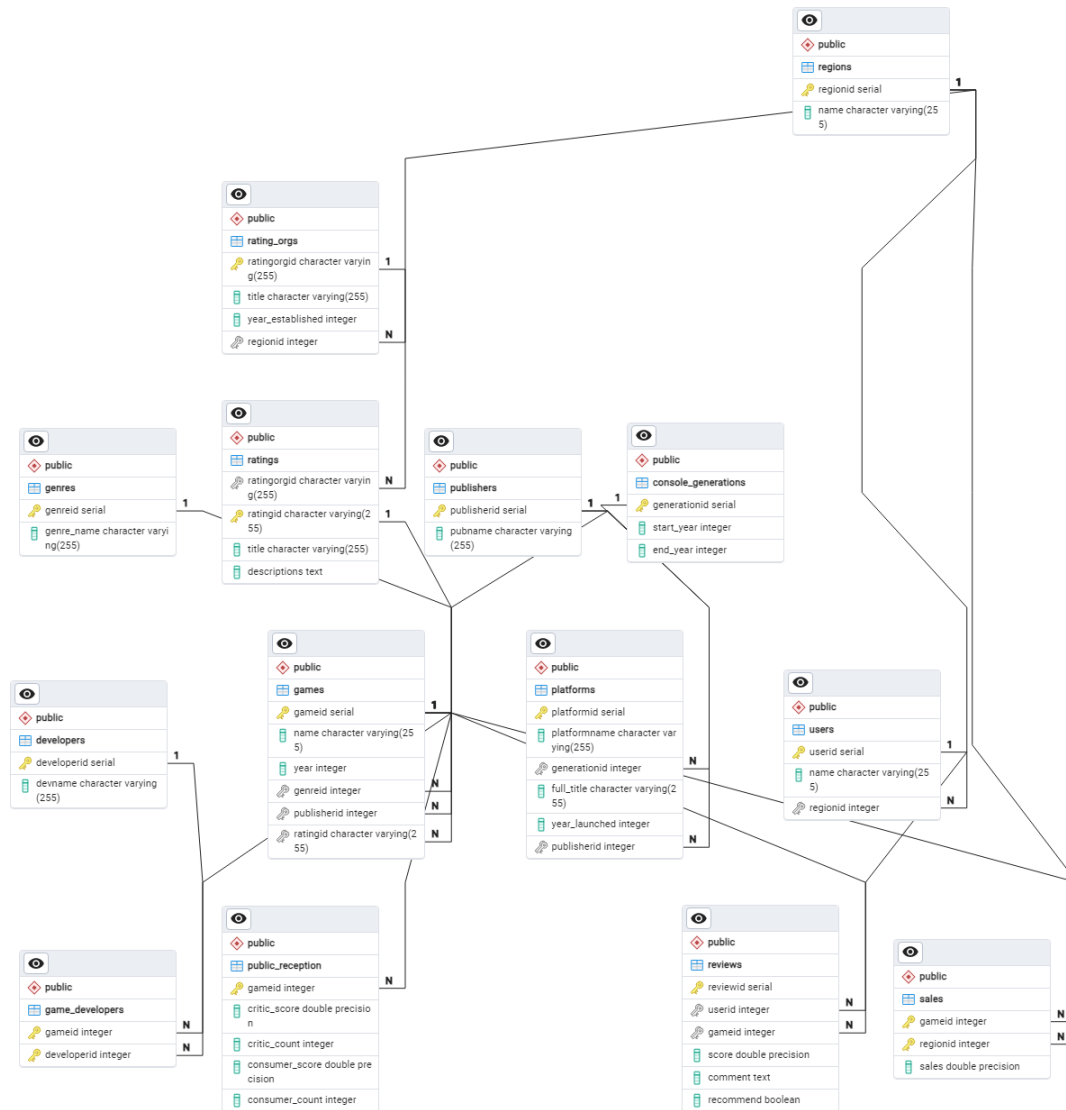 public
regions
regionid serial
name character varying(25
5)
1
public
rating_orgs
ratingorgid character varyin
g(255)
title character varying(255)
year_established integer
regionid integer
1
N
public
genres
genreid serial
genre_name character varyi
ng(255)
1
public
ratings
ratingorgid character varyin
g(255)
ratingid character varying(2
55)
title character varying(255)
descriptions text
N
1
public
publishers
publisherid serial
pubname character varying
(255)
1
public
console_generations
generationid serial
start_year integer
end_year integer
1
public
developers
developerid serial
devname character varying
(255)
1
public
games
gameid serial
name character varying(25
5)
year integer
genreid integer
publisherid integer
ratingid character varying(2
55)
1
N
N
N
public
platforms
platformid serial
platformname character var
ying(255)
generationid integer
full_title character varying(2
55)
year_launched integer
publisherid integer
N
N
public
users
userid serial
name character varying(25
5)
regionid integer
1
N
public
game_developers
gameid integer
developerid integer
N
N
public
public_reception
gameid integer
critic_score double precisio
n
critic_count integer
consumer_score double pre
cision
consumer_count integer
N
public
reviews
reviewid serial
userid integer
gameid integer
score double precision
comment text
recommend boolean
N
N
public
sales
gameid integer
regionid integer
sales double precision
N
N